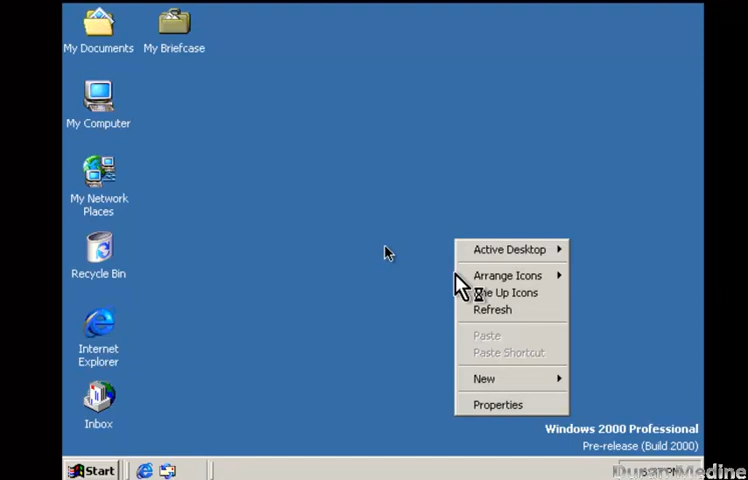 My Documents
My Briefcase
My Computer
My Network
Places
Recycle Bin
Internet
Explorer
Inbox
Active Desktop
Arrange Icons
Up Icons
Refresh
Paste
Paste Shortcut
New
Properties
Windows 2000 Professional
Pre-release (Build 2000)
Start
Medine